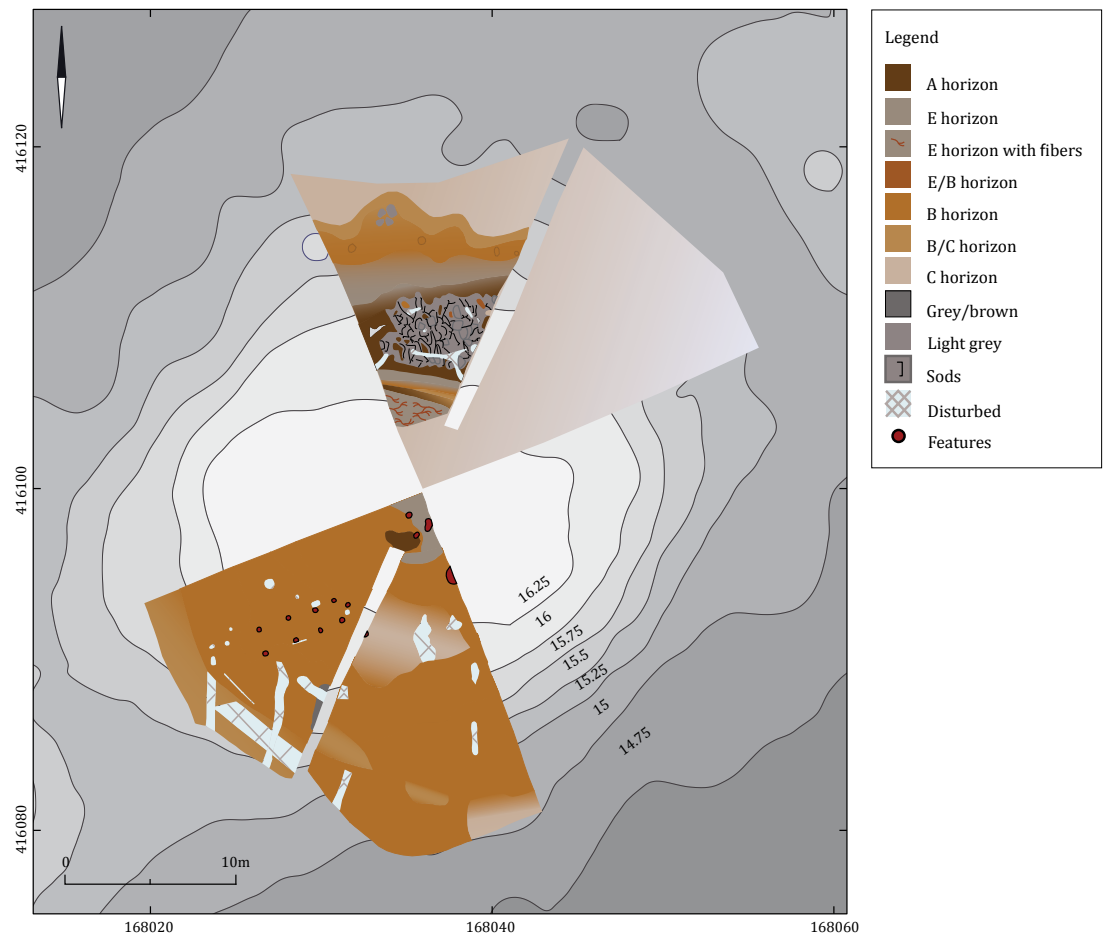 Legend
A horizon
E horizon
E horizon with fibers
E/B horizon
B horizon
B/C horizon
C horizon
Grey/brown
Light grey
Sods
Disturbed
Features
416120
416100
416080
16.25
16
15.75
15.5
15.25
15
14.75
0 10m
168020 168040 168060